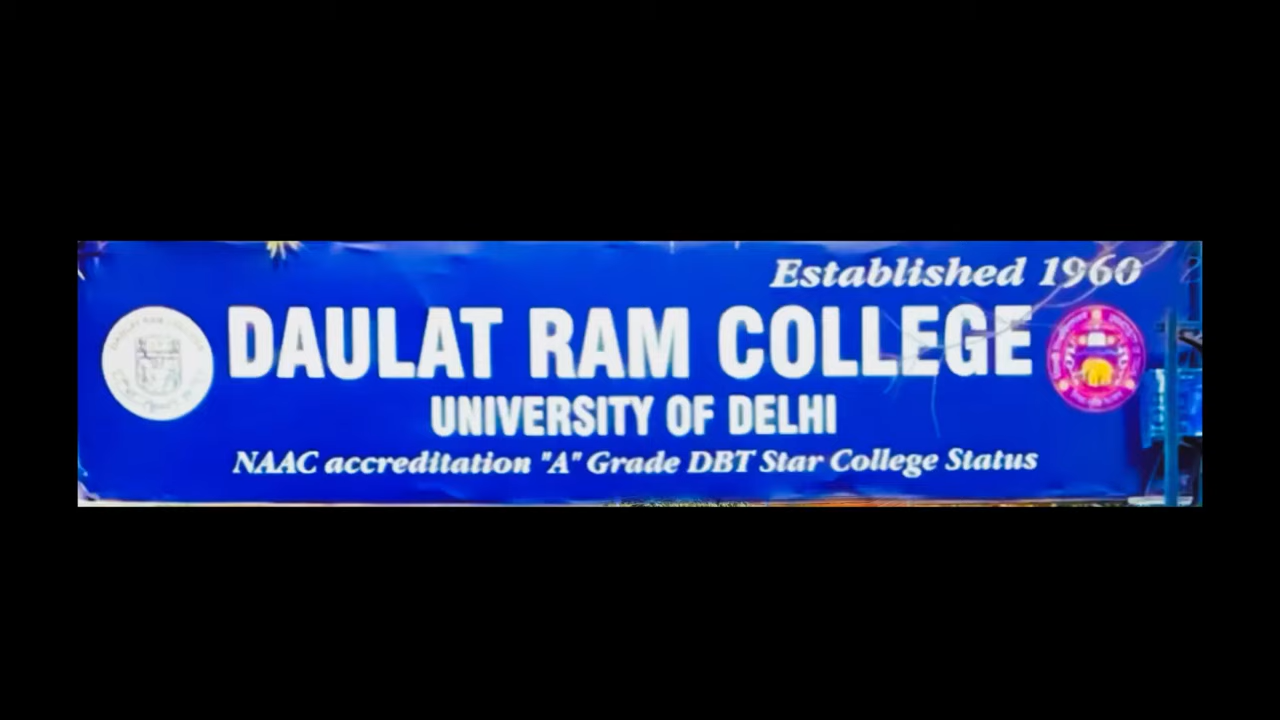 Established 1960
DAULAT RAM COLLEGE
UNIVERSITY OF DELHI
NAAC accreditation "A" Grade DBT Star College Status